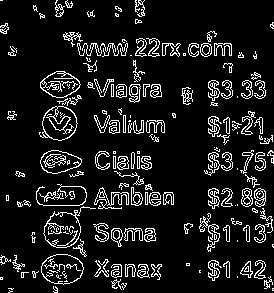 www.22rx.com
Viagra $3.33
Valium $1.21
Cialis $3.75
Ambien $2.89
Soma $1.13
Xanax $1.42